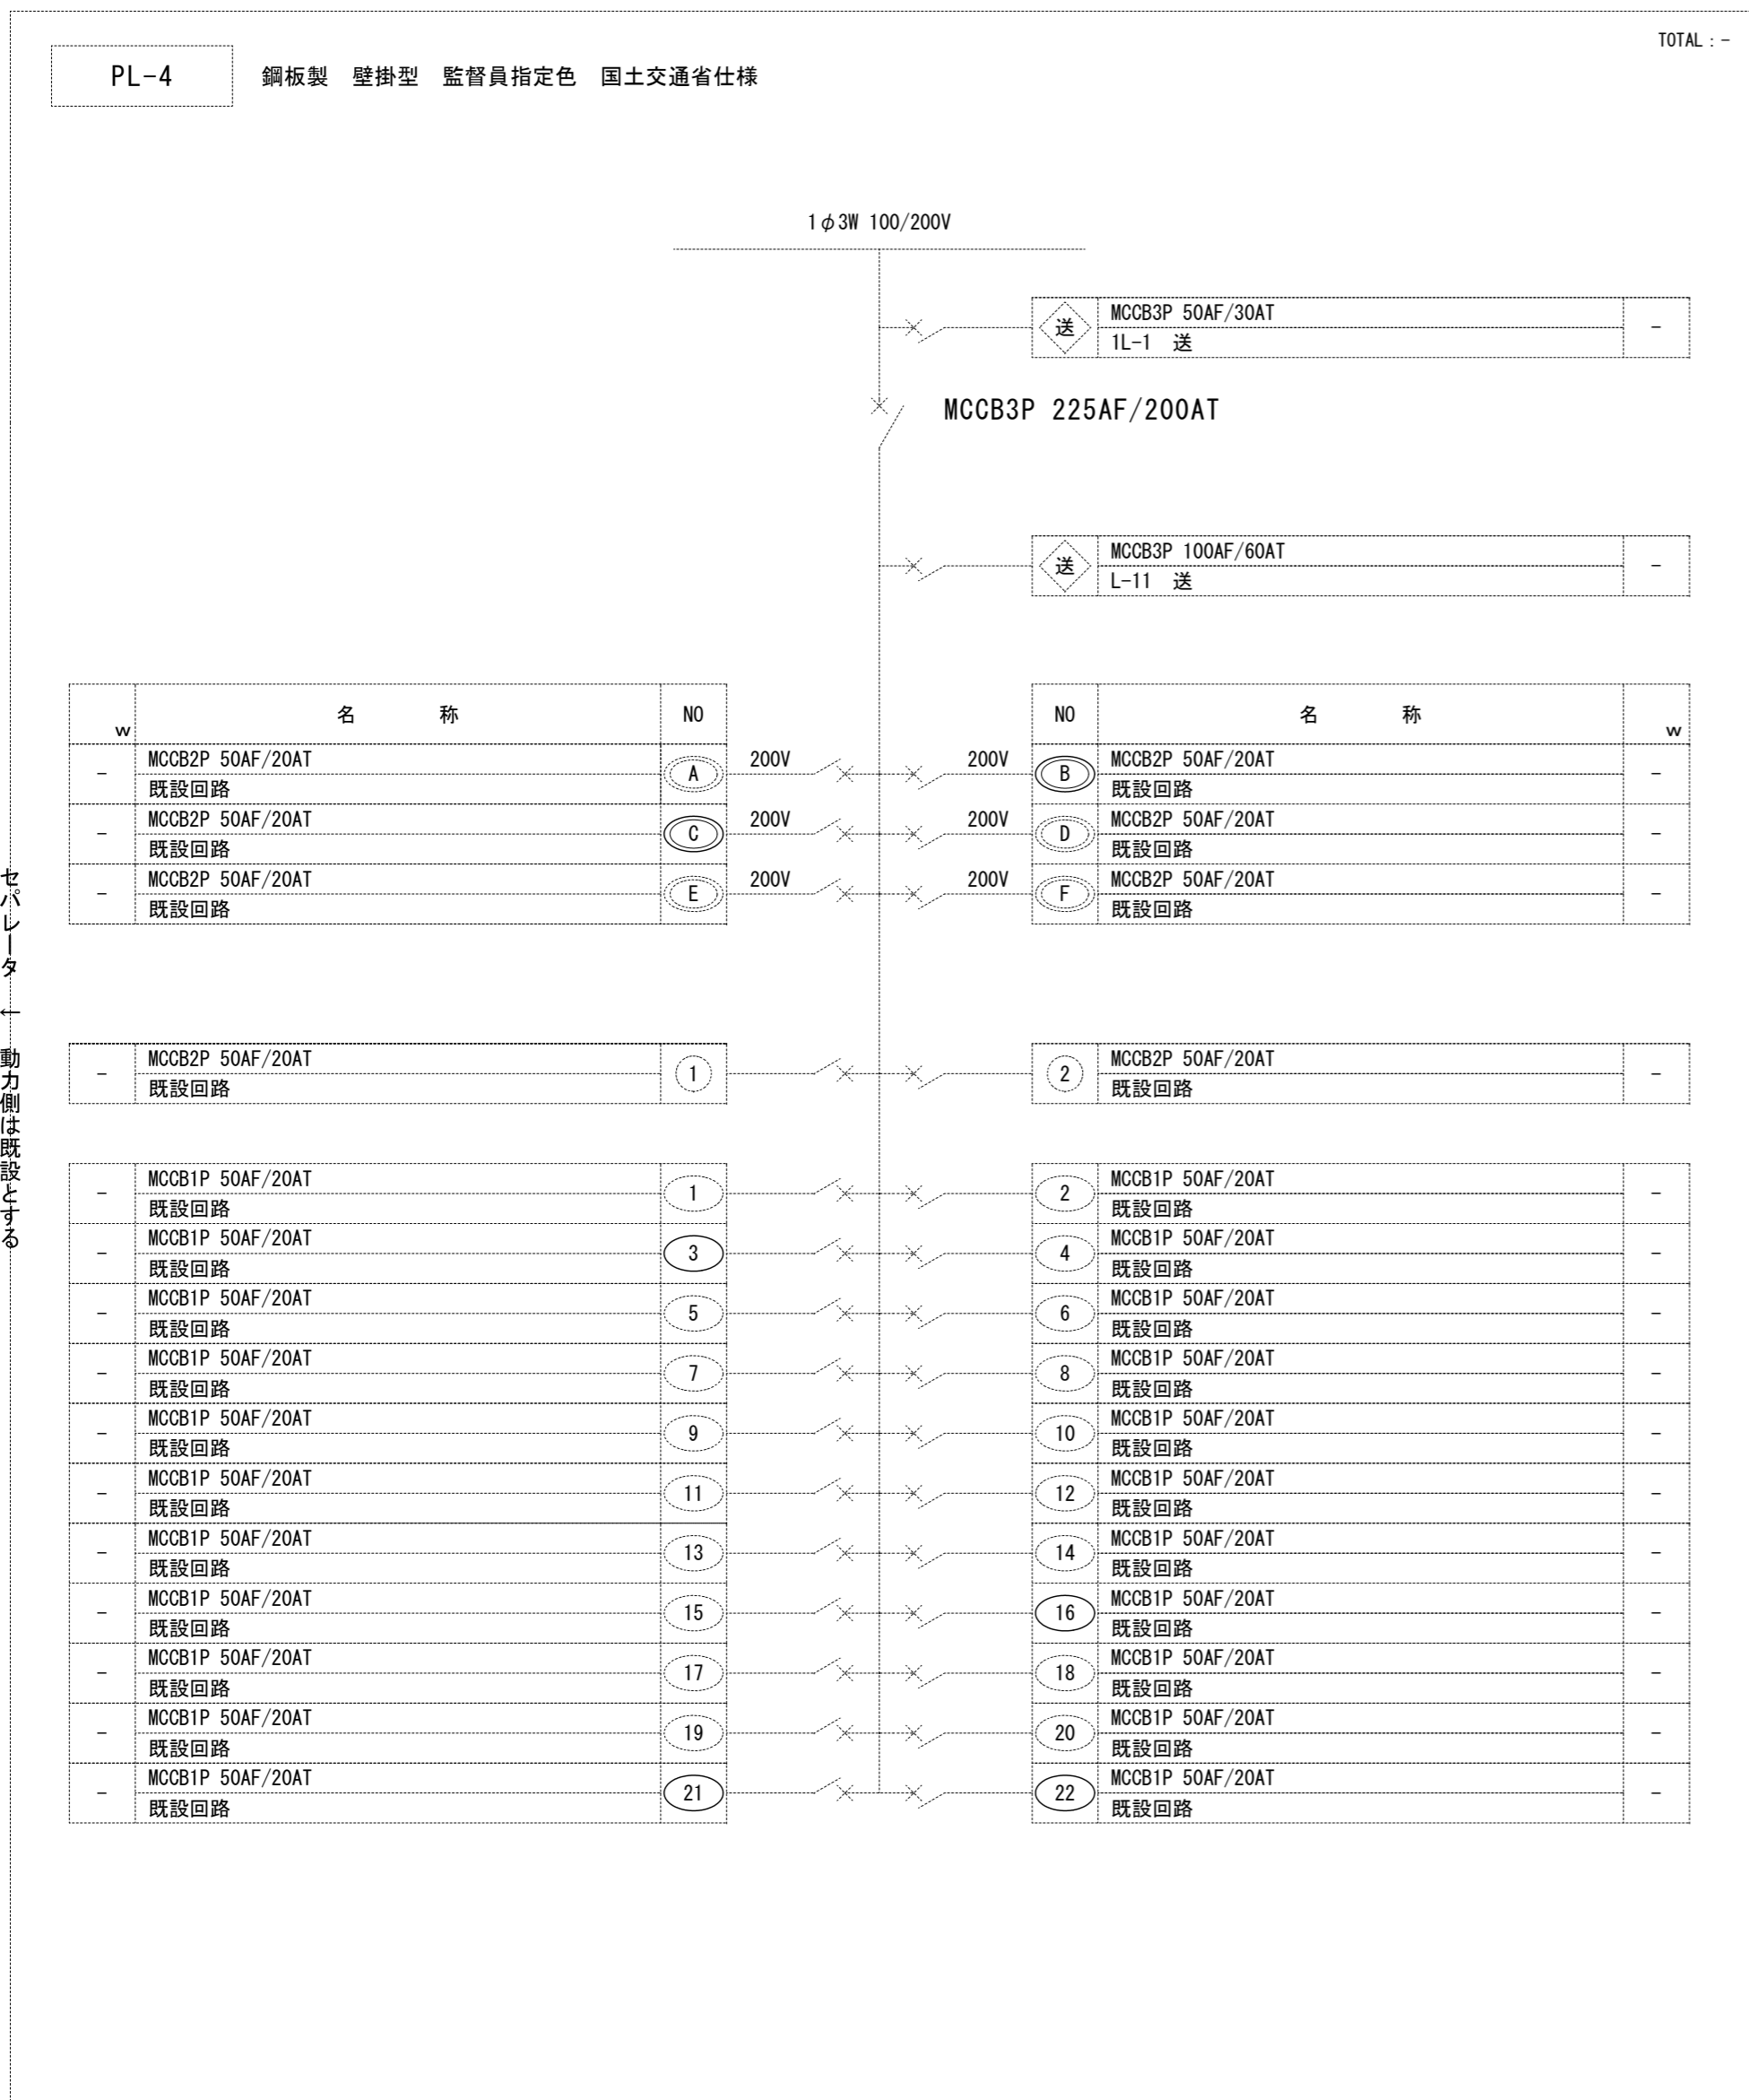 TOTAL：-
PL-4
鋼板製　壁掛型　監督員指定色　国土交通省仕様
1φ3W 100/200V
送 MCCB3P 50AF/30AT -
1L-1　送
MCCB3P 225AF/200AT
送 MCCB3P 100AF/60AT -
L-11　送
w 名　称 NO NO 名　称 w
- MCCB2P 50AF/20AT A 200V 200V B MCCB2P 50AF/20AT -
既設回路 既設回路
- MCCB2P 50AF/20AT C 200V 200V D MCCB2P 50AF/20AT -
既設回路 既設回路
- MCCB2P 50AF/20AT E 200V 200V F MCCB2P 50AF/20AT -
既設回路 既設回路
- MCCB2P 50AF/20AT 1 2 MCCB2P 50AF/20AT -
既設回路 既設回路
- MCCB1P 50AF/20AT 1 2 MCCB1P 50AF/20AT -
既設回路 既設回路
- MCCB1P 50AF/20AT 3 4 MCCB1P 50AF/20AT -
既設回路 既設回路
- MCCB1P 50AF/20AT 5 6 MCCB1P 50AF/20AT -
既設回路 既設回路
- MCCB1P 50AF/20AT 7 8 MCCB1P 50AF/20AT -
既設回路 既設回路
- MCCB1P 50AF/20AT 9 10 MCCB1P 50AF/20AT -
既設回路 既設回路
- MCCB1P 50AF/20AT 11 12 MCCB1P 50AF/20AT -
既設回路 既設回路
- MCCB1P 50AF/20AT 13 14 MCCB1P 50AF/20AT -
既設回路 既設回路
- MCCB1P 50AF/20AT 15 16 MCCB1P 50AF/20AT -
既設回路 既設回路
- MCCB1P 50AF/20AT 17 18 MCCB1P 50AF/20AT -
既設回路 既設回路
- MCCB1P 50AF/20AT 19 20 MCCB1P 50AF/20AT -
既設回路 既設回路
- MCCB1P 50AF/20AT 21 22 MCCB1P 50AF/20AT -
既設回路 既設回路
セパレータ　←　動力側は既設とする